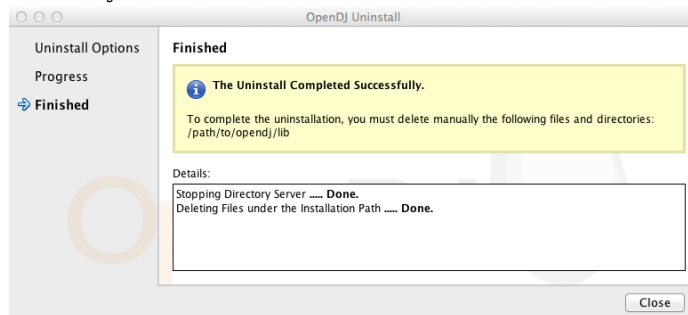 OpenDJ Uninstall
Uninstall Options
Progress
Finished
Finished
The Uninstall Completed Successfully.
To complete the uninstallation, you must delete manually the following files and directories:
/path/to/opendj/lib
Details:
Stopping Directory Server ..... Done.
Deleting Files under the Installation Path ..... Done.
Close